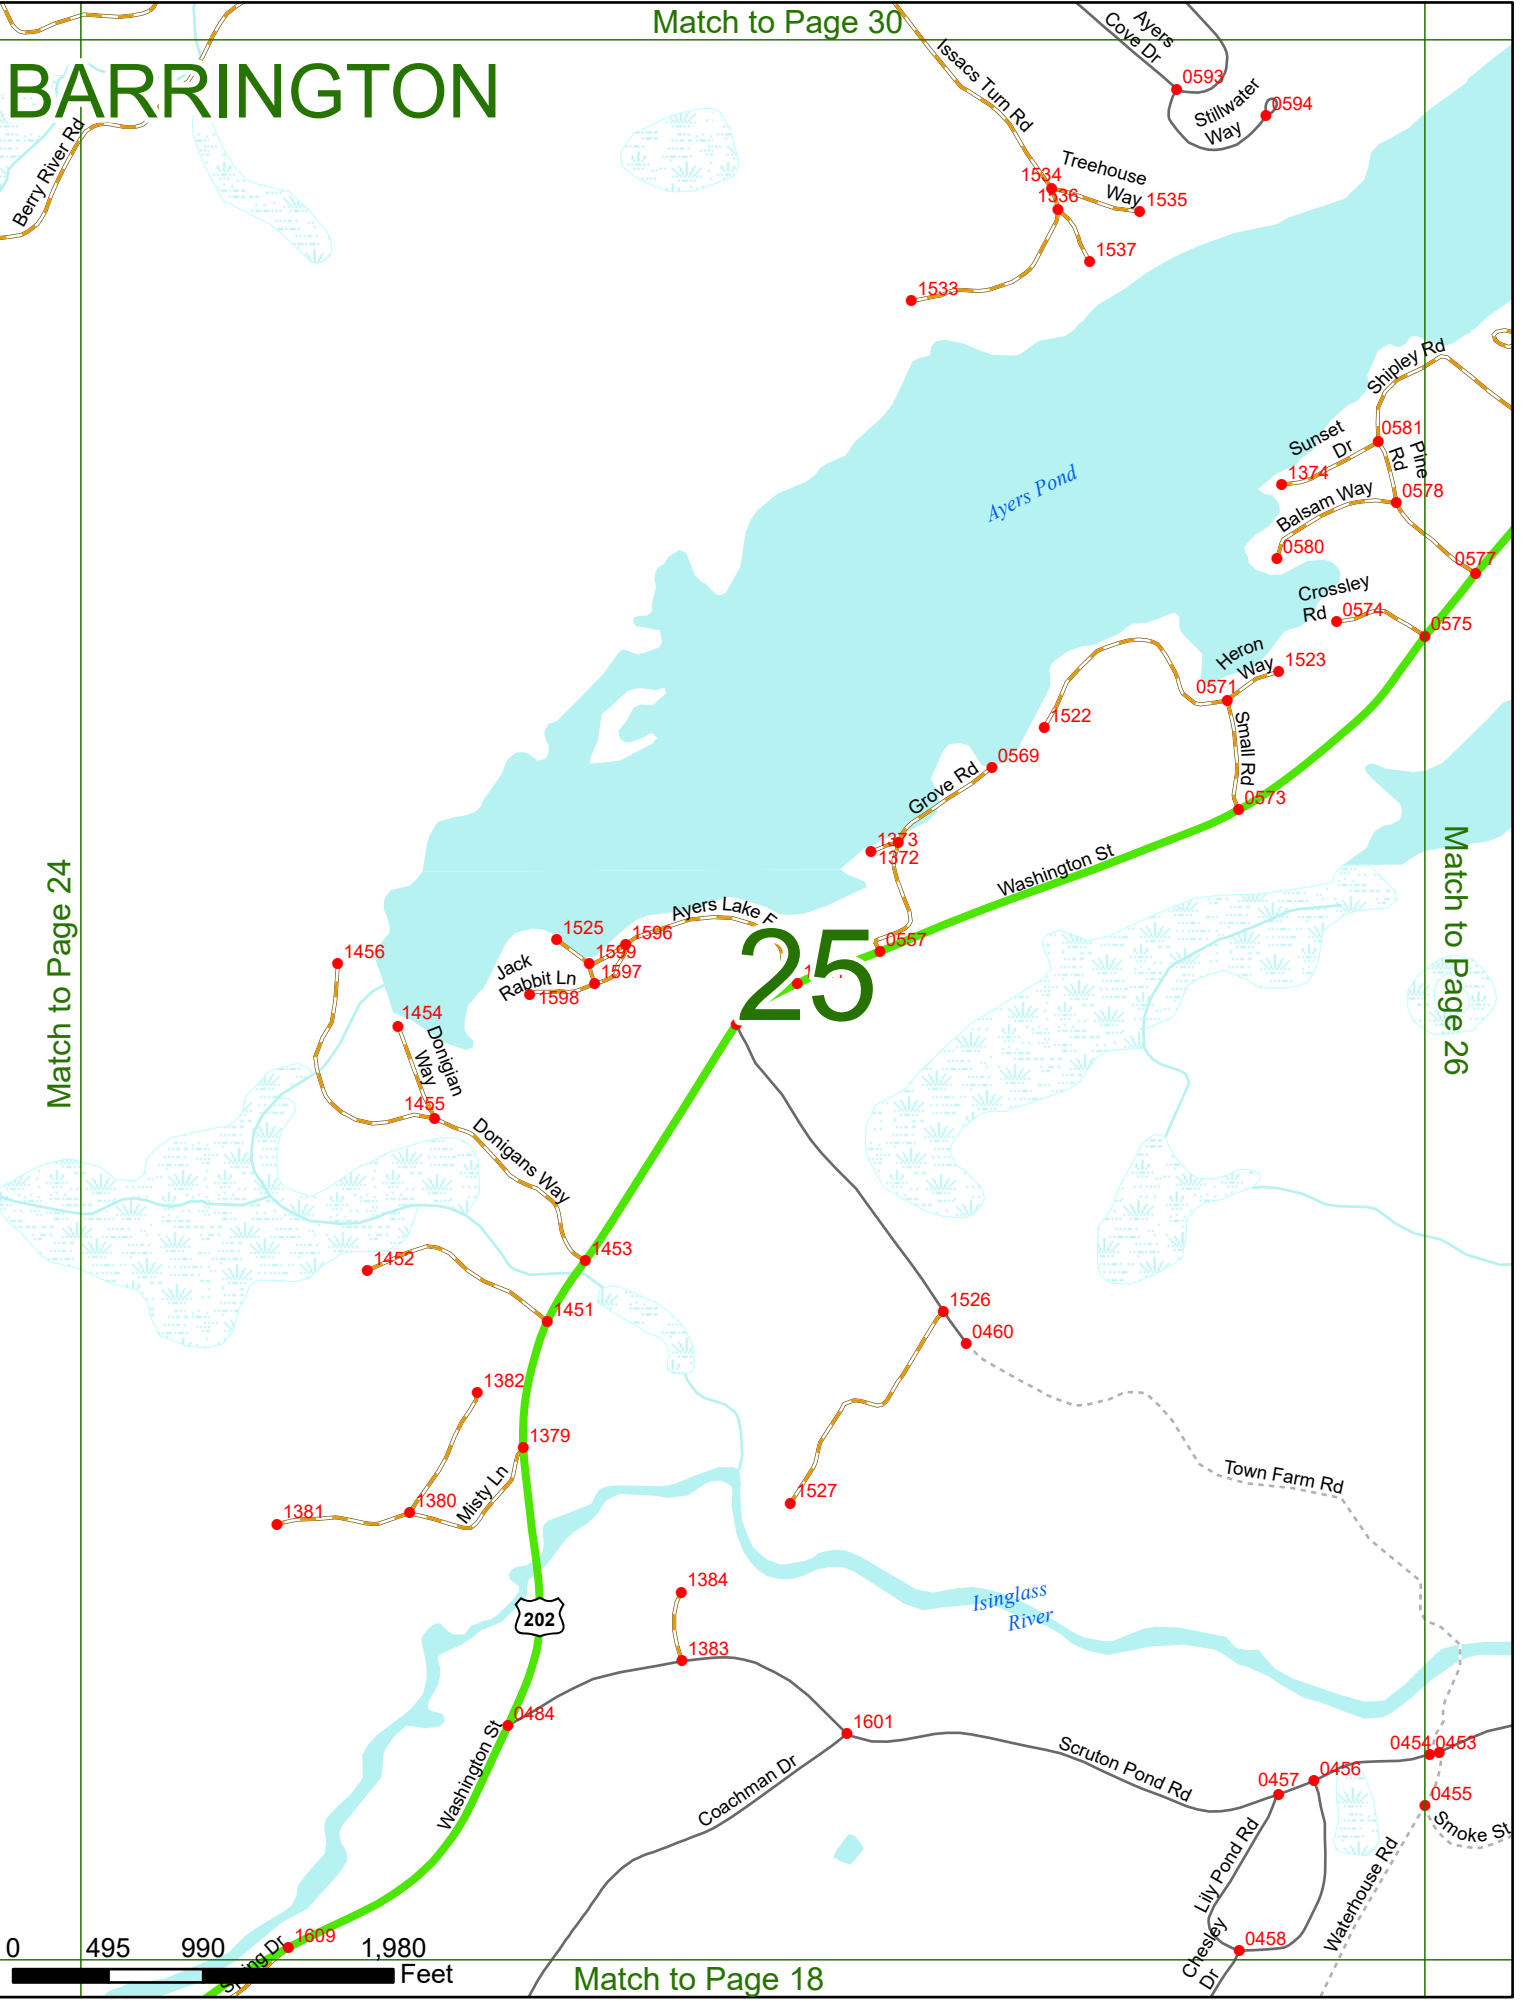 Match to Page 30
BARRINGTON
Berry River Rd
Issacs Turn Rd
Ayers
Cove Dr
0593
Stillwater
Way
0594
Treehouse
Way
1534
1536
1535
1537
1533
Shipley Rd
Sunset
Dr
0581
Pine
Rd
1374
Balsam Way
0578
0580
0577
Ayers Pond
Crossley
Rd
0574
0575
Heron
Way
1523
0571
1522
Small Rd
0569
Grove Rd
0573
1373
1372
Washington St
Match to Page 24
Match to Page 26
Ayers Lake
1525
1596
0557
1599
Jack
Rabbit Ln
1597
1598
25
1456
1454
Donigian
Way
1455
Donigans Way
1453
1452
1451
1526
0460
1382
1379
Misty Ln
1380
1381
1527
Town Farm Rd
1384
Isinglass
River
202
1383
0484
Washington St
1601
Coachman Dr
Scruton Pond Rd
0454
0453
0457
0456
0455
Smoke St
Lily Pond Rd
Waterhouse Rd
Chesley
Dr
0458
1609
Spring Dr
0 495 990 1,980
Feet
Match to Page 18